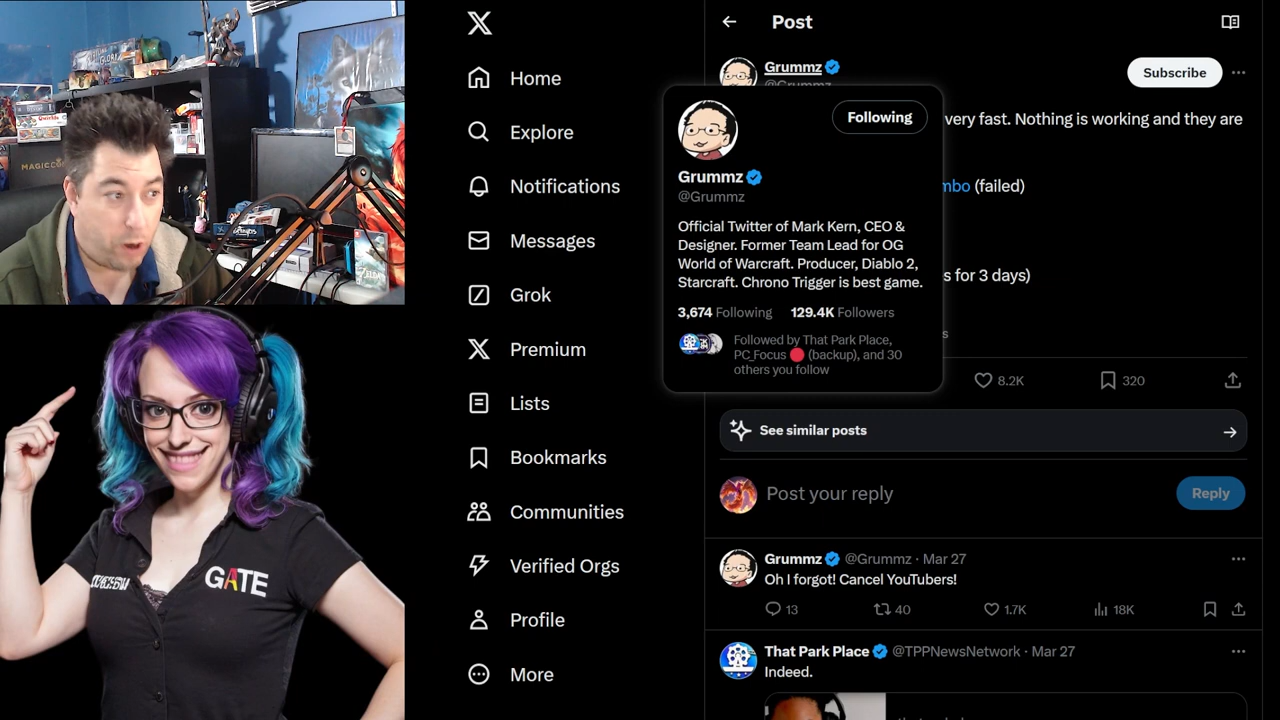 GLORY
Qwirkle
MAGICCON
ZELDA
GATE
Home
Explore
Notifications
Messages
Grok
Premium
Lists
Bookmarks
Communities
Verified Orgs
Profile
More
Post
Grummz
@Grummz
Subscribe
very fast. Nothing is working and they are
mbo (failed)
s for 3 days)
s
8.2K
320
Following
Grummz
@Grummz
Official Twitter of Mark Kern, CEO &
Designer. Former Team Lead for OG
World of Warcraft. Producer, Diablo 2,
Starcraft. Chrono Trigger is best game.
3,674 Following 129.4K Followers
Followed by That Park Place,
PC_Focus 🔴 (backup), and 30
others you follow
See similar posts
Post your reply
Reply
Grummz @Grummz · Mar 27
Oh I forgot! Cancel YouTubers!
13 40 1.7K 18K
That Park Place @TPPNewsNetwork · Mar 27
Indeed.